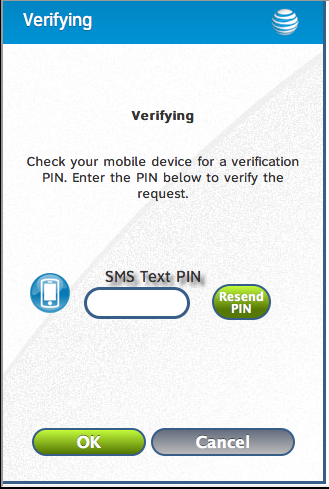 Verifying
Verifying
Check your mobile device for a verification
PIN. Enter the PIN below to verify the
request.
SMS Text PIN
Resend
PIN
OK
Cancel